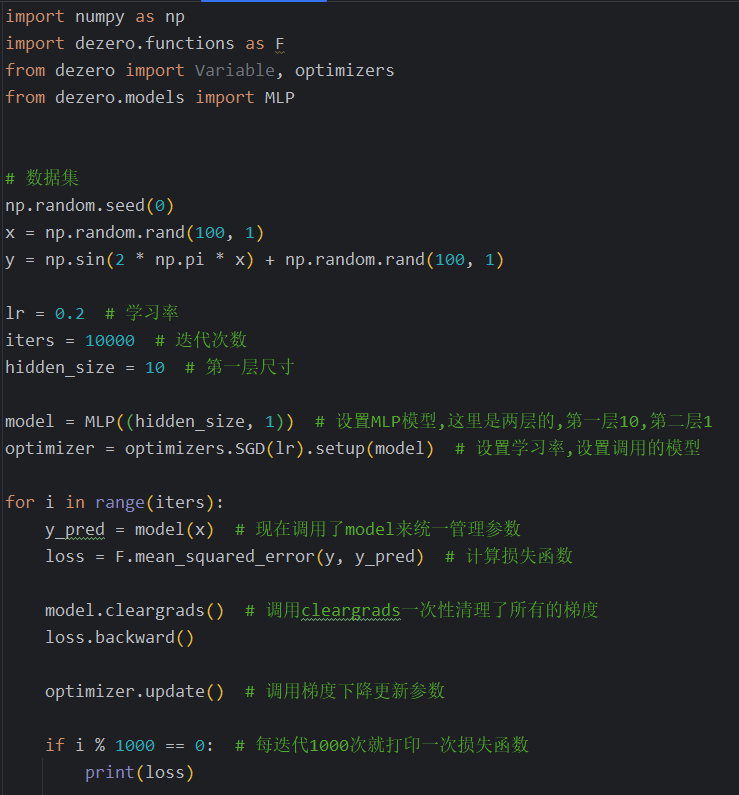 import numpy as np
import dezero.functions as F
from dezero import Variable, optimizers
from dezero.models import MLP
# 数据集
np.random.seed(0)
x = np.random.rand(100, 1)
y = np.sin(2 * np.pi * x) + np.random.rand(100, 1)
lr = 0.2  # 学习率
iters = 10000  # 迭代次数
hidden_size = 10  # 第一层尺寸
model = MLP((hidden_size, 1))  # 设置MLP模型,这里是两层的,第一层10,第二层1
optimizer = optimizers.SGD(lr).setup(model)  # 设置学习率,设置调用的模型
for i in range(iters):
    y_pred = model(x)  # 现在调用了model来统一管理参数
    loss = F.mean_squared_error(y, y_pred)  # 计算损失函数
    model.cleargrads()  # 调用cleargrads一次性清理了所有的梯度
    loss.backward()
    optimizer.update()  # 调用梯度下降更新参数
    if i % 1000 == 0:  # 每迭代1000次就打印一次损失函数
        print(loss)